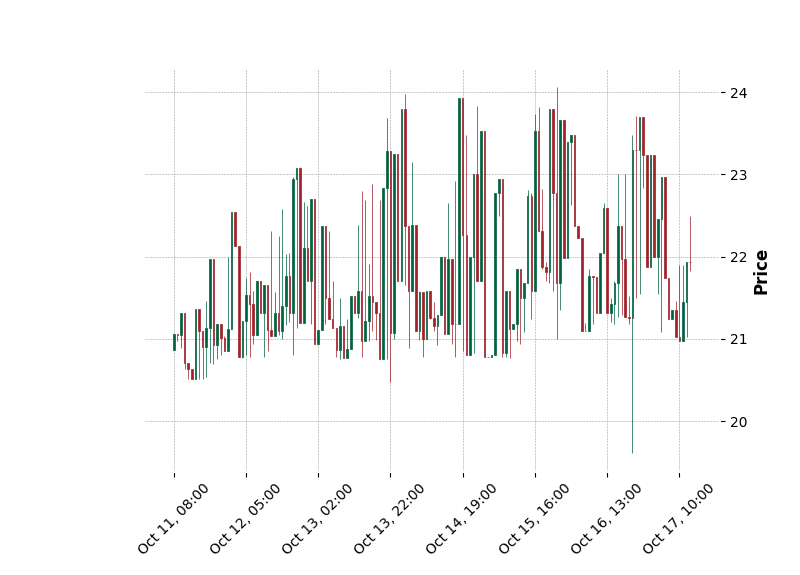 24
23
22
21
20
Price
Oct 11, 08:00
Oct 12, 05:00
Oct 13, 02:00
Oct 13, 22:00
Oct 14, 19:00
Oct 15, 16:00
Oct 16, 13:00
Oct 17, 10:00